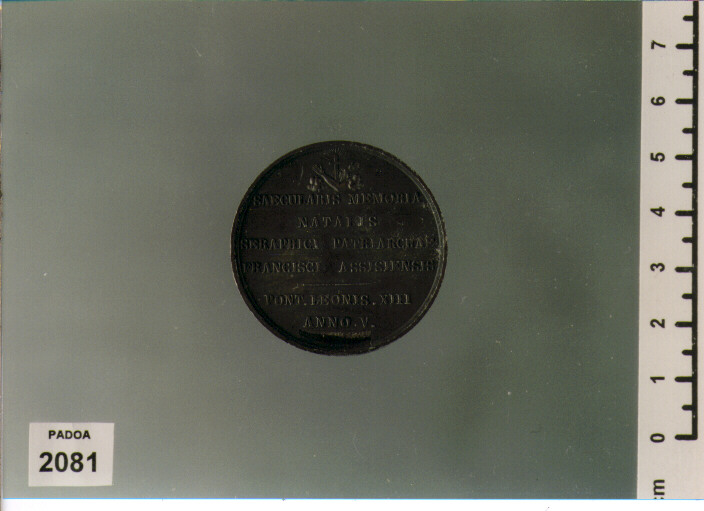 SAECULARIS MEMORIA
NATALIS
SERAPHICI PATRIARCHAE
FRANCISCI ASSISIENSIS
PONT. LEONIS. XIII
ANNO. V.
PADOA
2081
7
6
5
4
3
2
1
0
cm